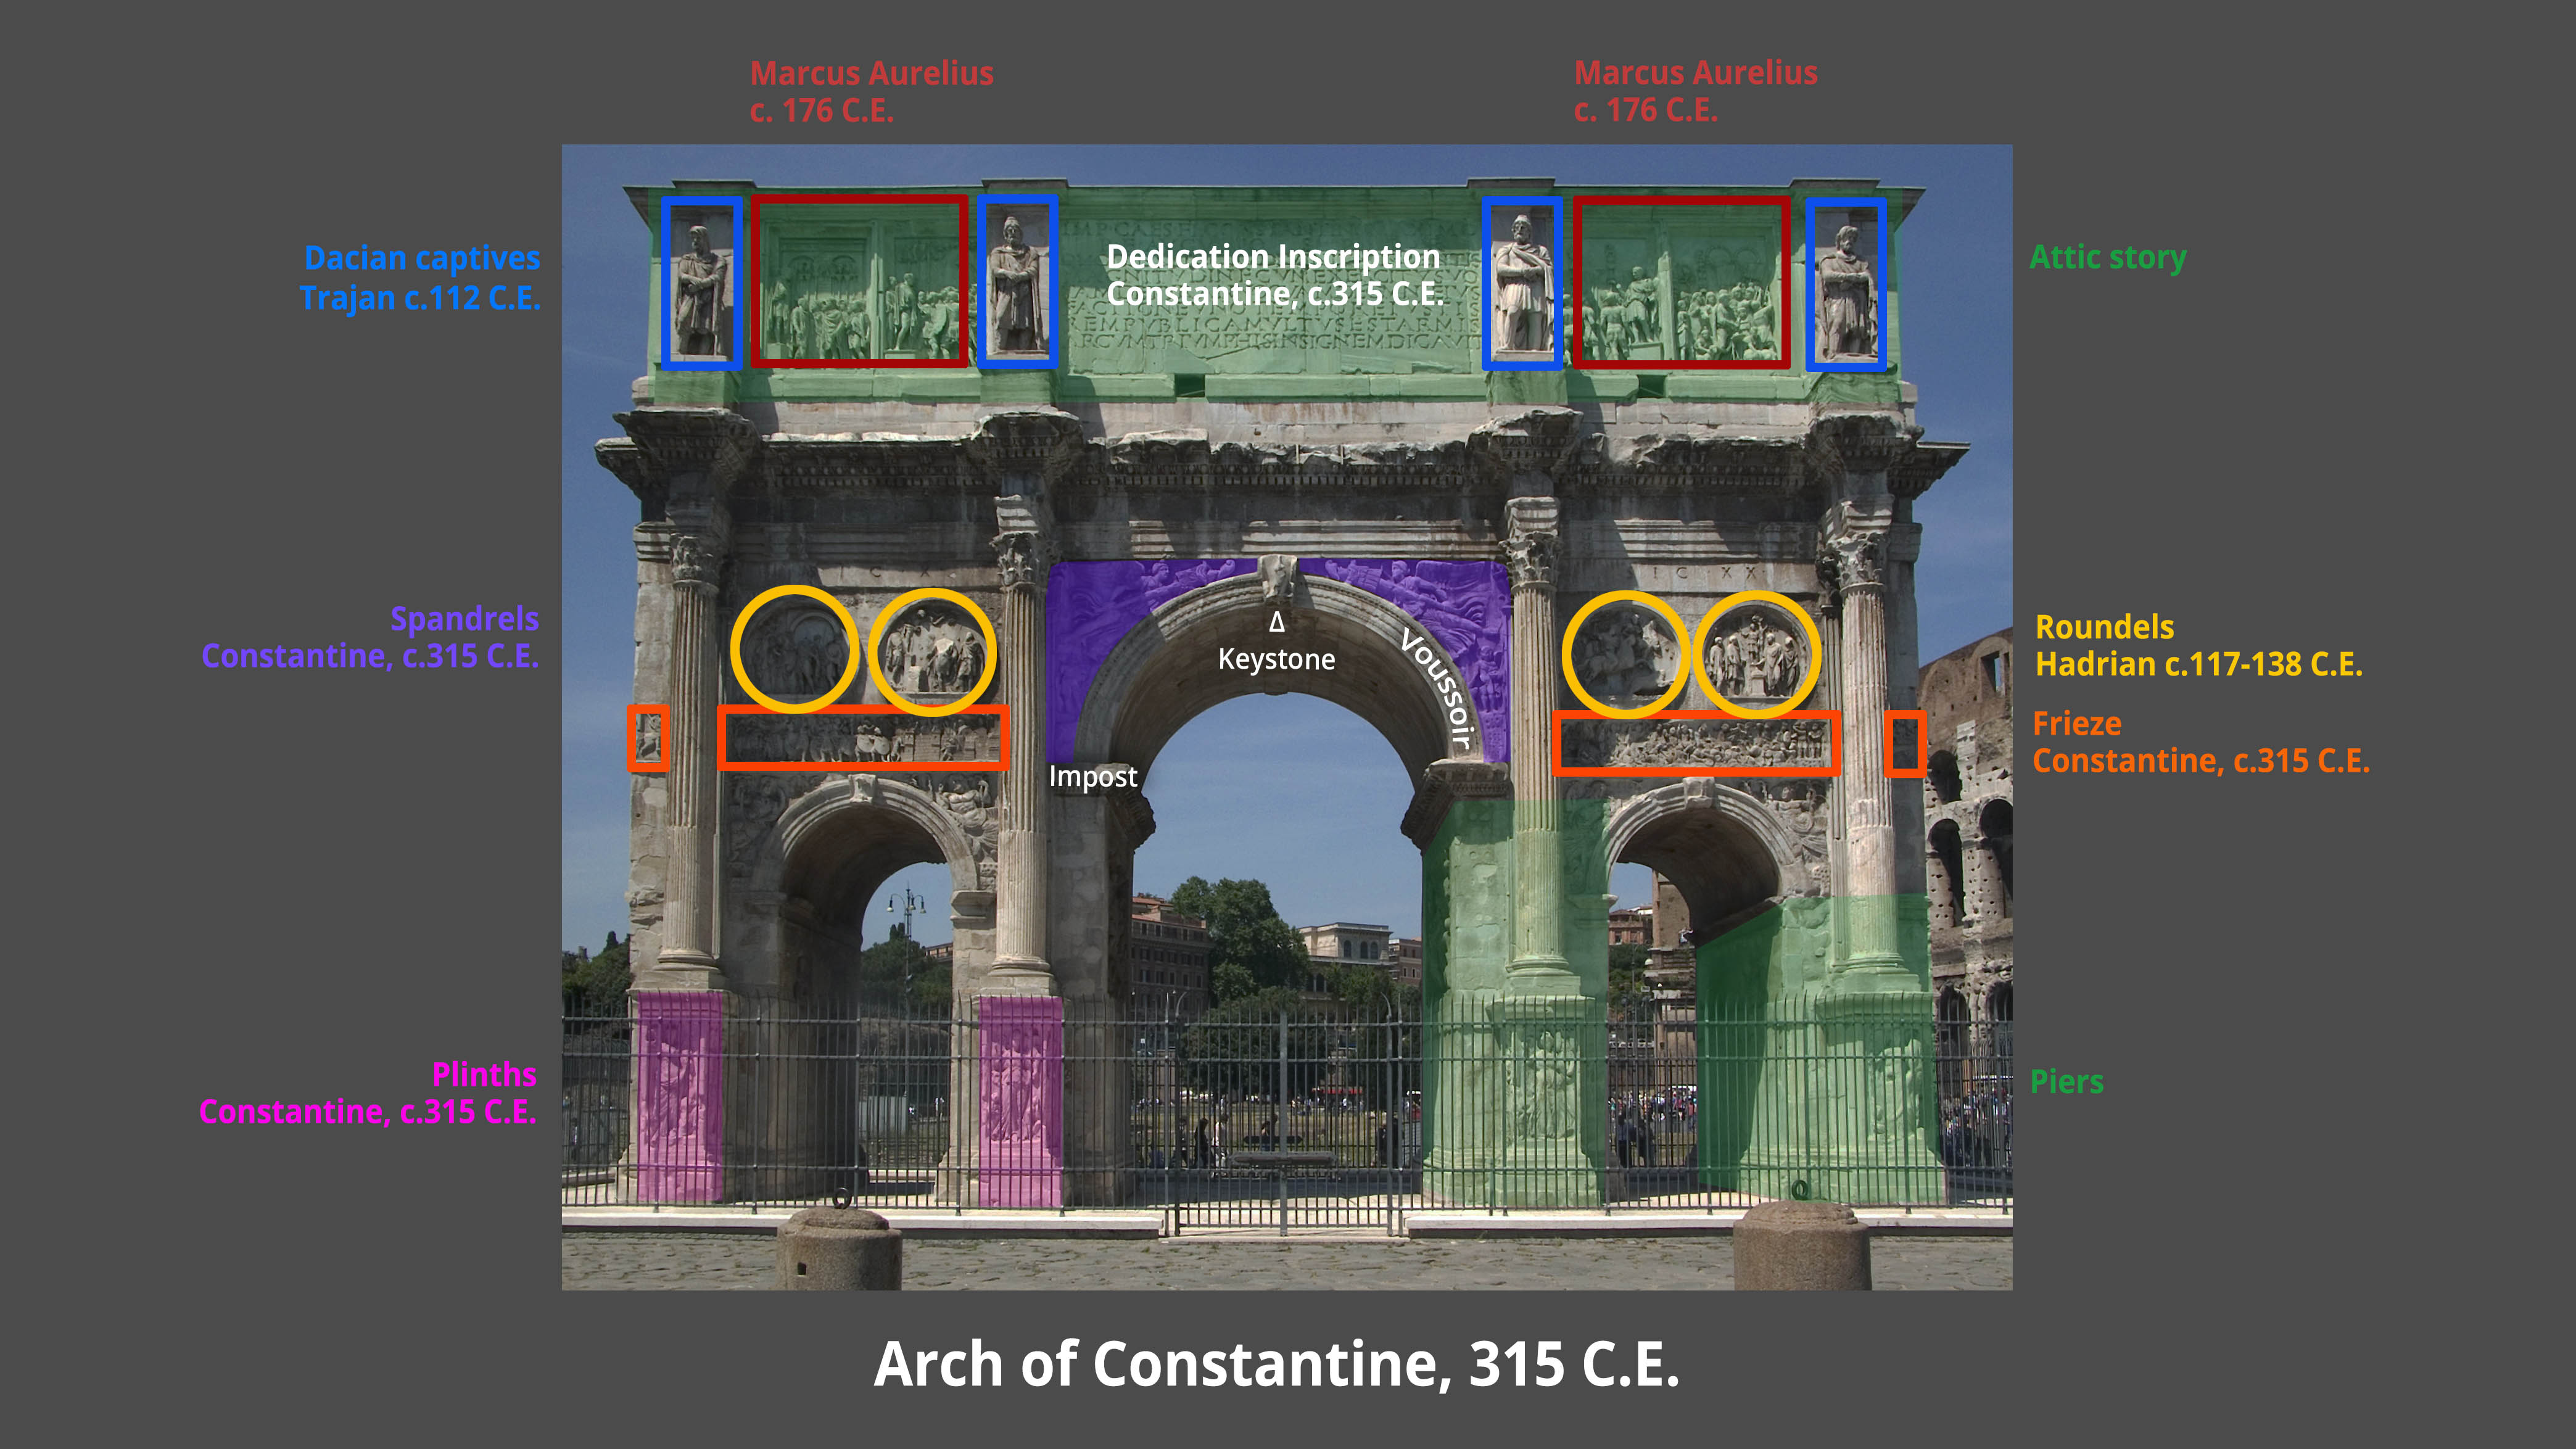 Marcus Aurelius
c. 176 C.E.
Marcus Aurelius
c. 176 C.E.
Dacian captives
Trajan c.112 C.E.
Dedication Inscription
Constantine, c.315 C.E.
Attic story
Spandrels
Constantine, c.315 C.E.
Δ
Keystone
Voussoir
Roundels
Hadrian c.117-138 C.E.
Frieze
Constantine, c.315 C.E.
Impost
Plinths
Constantine, c.315 C.E.
Piers
Arch of Constantine, 315 C.E.